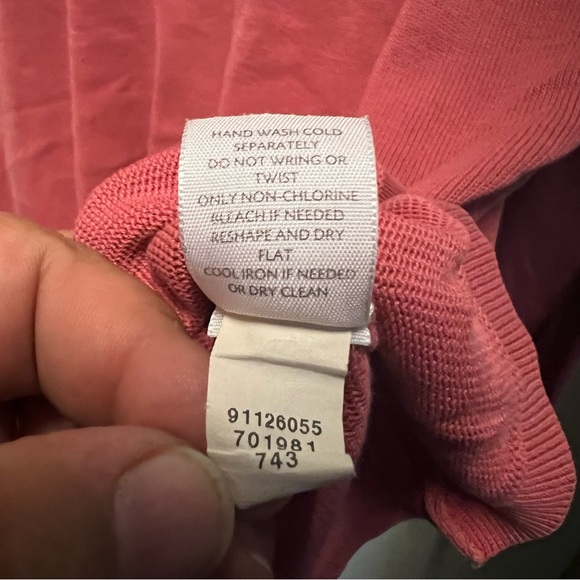 HAND WASH COLD
SEPARATELY
DO NOT WRING OR
TWIST
ONLY NON-CHLORINE
BLEACH IF NEEDED
RESHAPE AND DRY
FLAT
COOL IRON IF NEEDED
OR DRY CLEAN
91126055
701981
743